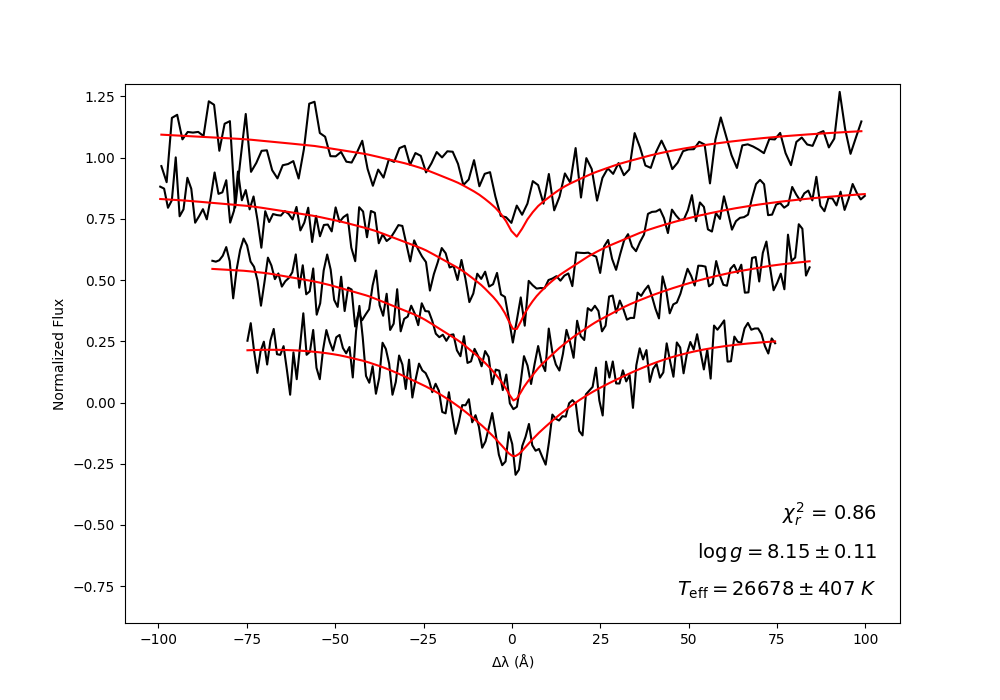 1.25
1.00
0.75
0.50
0.25
0.00
−0.25
−0.50
−0.75
Normalized Flux
χ²ᵣ = 0.86
log g = 8.15 ± 0.11
T_eff = 26678 ± 407 K
−100 −75 −50 −25 0 25 50 75 100
Δλ (Å)